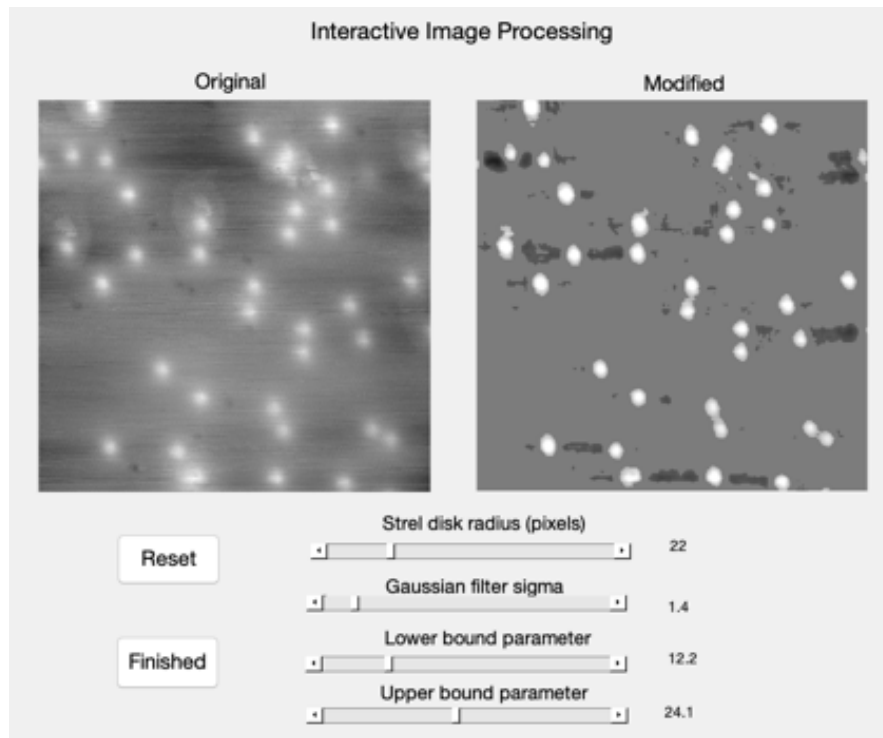 Interactive Image Processing
Original
Modified
Strel disk radius (pixels)
22
Reset
Gaussian filter sigma
1.4
Lower bound parameter
12.2
Finished
Upper bound parameter
24.1